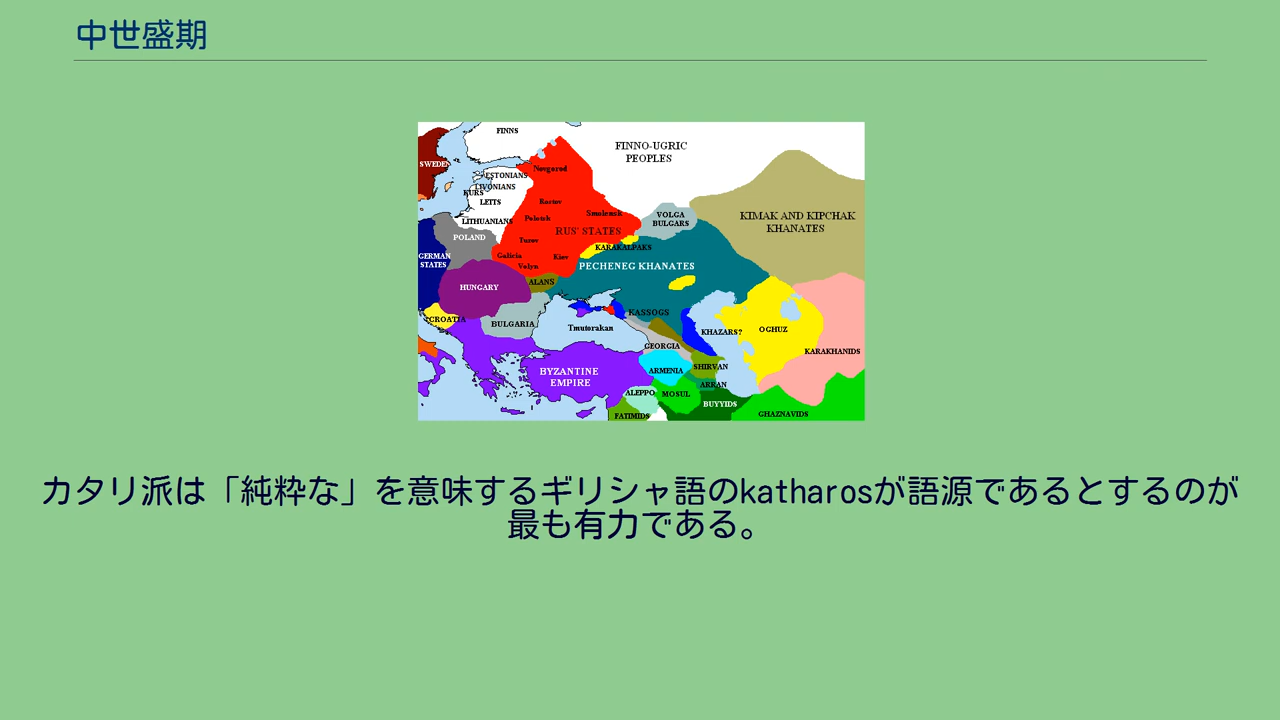 中世盛期
FINNS
FINNO-UGRIC
PEOPLES
SWEDEN
Novgorod
ESTONIANS
LIVONIANS
KURS
LETTS
Rostov
KIMAK AND KIPCHAK
KHANATES
LITHUANIANS
Polotsk
Smolensk
VOLGA
BULGARS
RUS' STATES
POLAND
Turov
KARAKALPAKS
GERMAN
STATES
Galicia
Kiev
Volyn
PECHENEG KHANATES
HUNGARY
ALANS
CROATIA
BULGARIA
Tmutorakan
KASSOGS
KHAZARS?
OGHUZ
GEORGIA
KARAKHANIDS
BYZANTINE
EMPIRE
ARMENIA
SHIRVAN
ARRAN
ALEPPO
MOSUL
BUYYIDS
FATIMIDS
GHAZNAVIDS
カタリ派は「純粋な」を意味するギリシャ語のkatharosが語源であるとするのが
最も有力である。